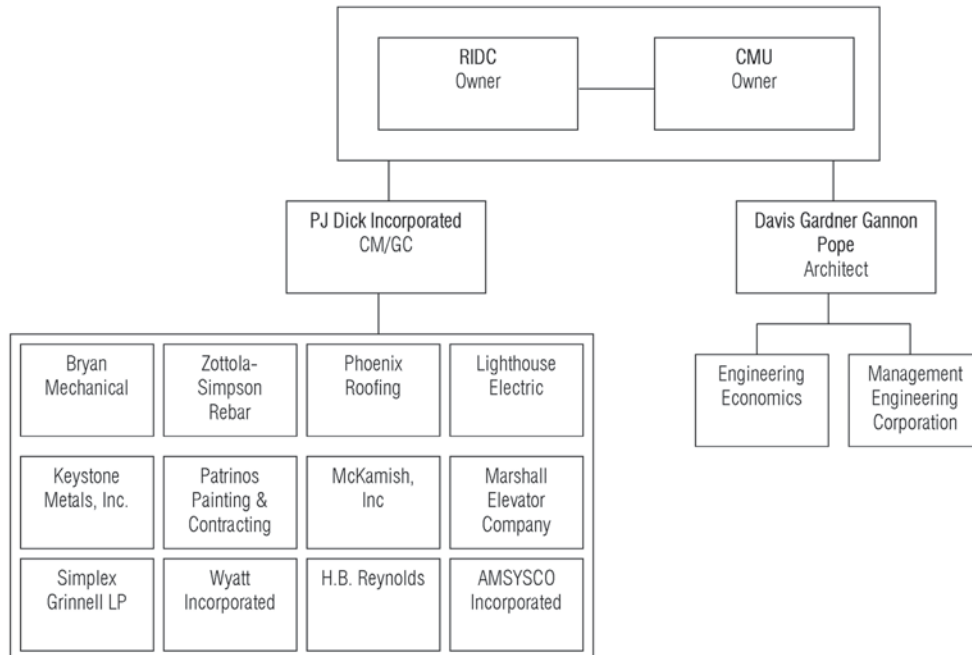 RIDC
Owner
CMU
Owner
PJ Dick Incorporated
CM/GC
Davis Gardner Gannon
Pope
Architect
Bryan
Mechanical
Zottola-
Simpson
Rebar
Phoenix
Roofing
Lighthouse
Electric
Engineering
Economics
Management
Engineering
Corporation
Keystone
Metals, Inc.
Patrinos
Painting &
Contracting
McKamish,
Inc
Marshall
Elevator
Company
Simplex
Grinnell LP
Wyatt
Incorporated
H.B. Reynolds
AMSYSCO
Incorporated